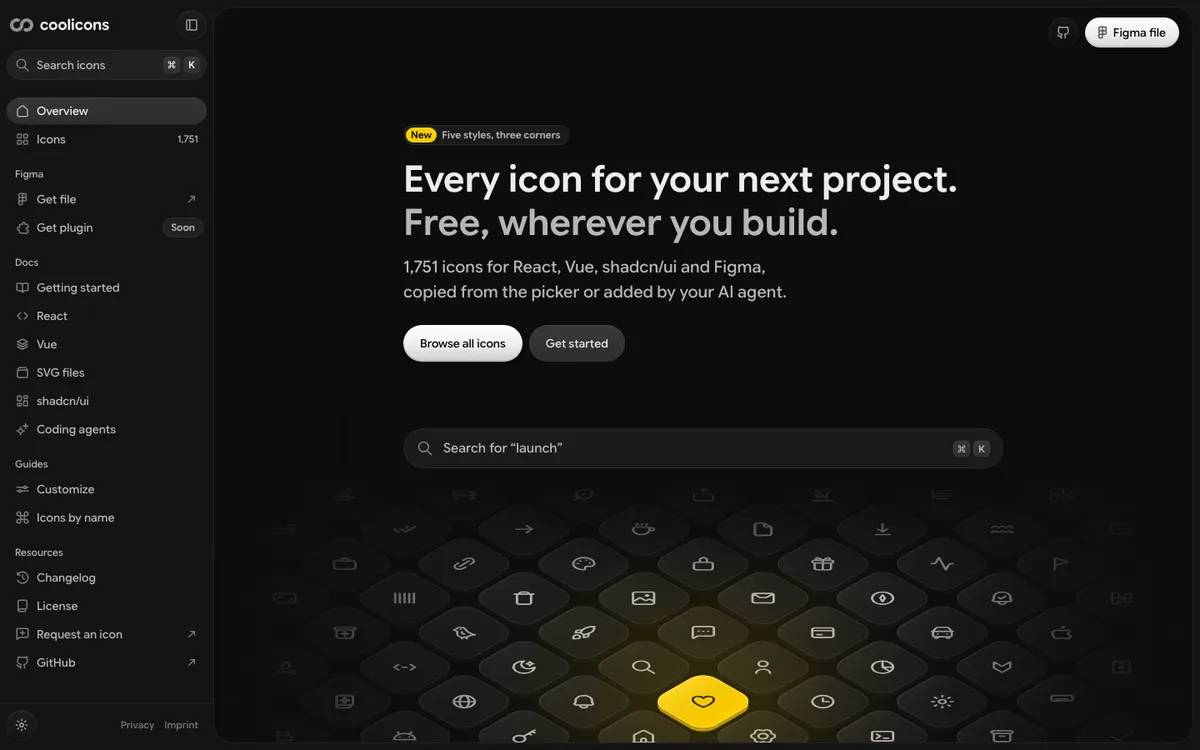 coolicons
Search icons ⌘ K
Overview
Icons 1,751
Figma
Get file
Get plugin Soon
Docs
Getting started
React
Vue
SVG files
shadcn/ui
Coding agents
Guides
Customize
Icons by name
Resources
Changelog
License
Request an icon
GitHub
Privacy Imprint
Figma file
New Five styles, three corners
Every icon for your next project.
Free, wherever you build.
1,751 icons for React, Vue, shadcn/ui and Figma,
copied from the picker or added by your AI agent.
Browse all icons Get started
Search for “launch” ⌘ K